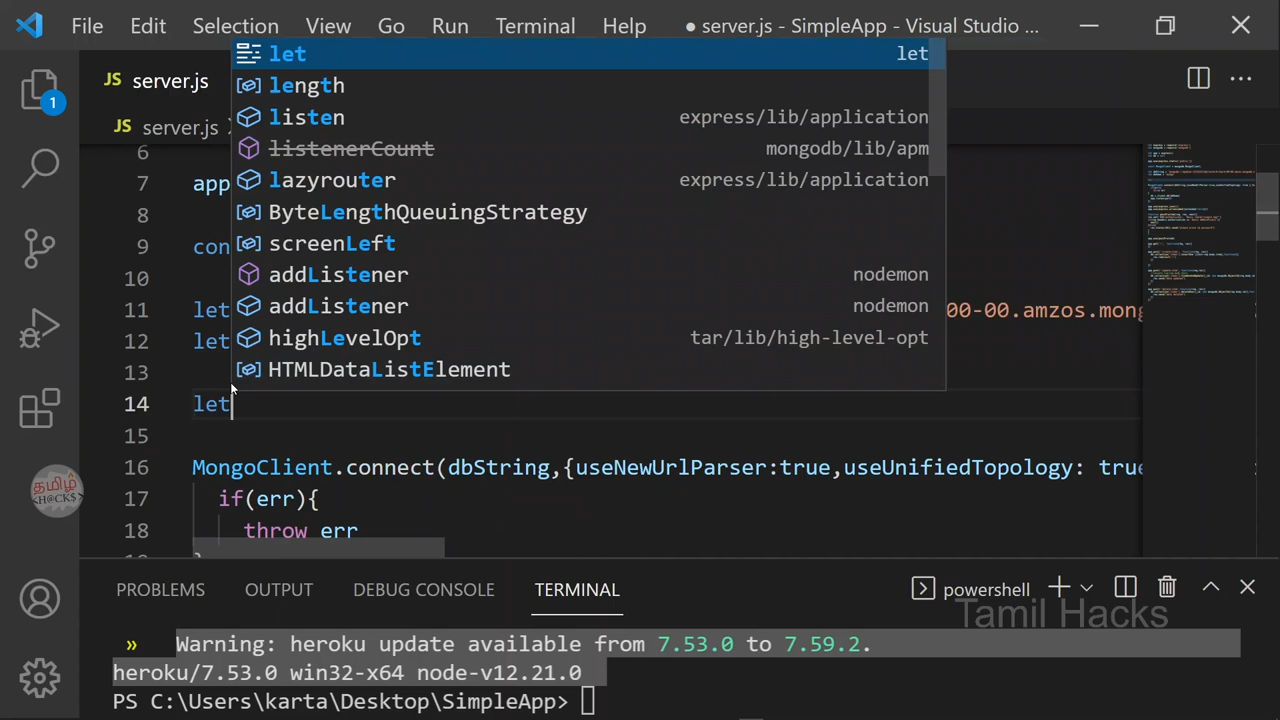 File Edit Selection View Go Run Terminal Help ● server.js - SimpleApp - Visual Studio ...
JS server.js
JS server.js
let let
length
listen express/lib/application
listenerCount mongodb/lib/apm
lazyrouter express/lib/application
ByteLengthQueuingStrategy
screenLeft
addListener nodemon
addListener nodemon
highLevelOpt tar/lib/high-level-opt
HTMLDataListElement
1
6
7 app
8
9 con
10
11 let 00-00.amzos.mong
12 let
13
14 let
15
16 MongoClient.connect(dbString,{useNewUrlParser:true,useUnifiedTopology: true
17 if(err){
18 throw err
தமிழ்
<H@CK$>
PROBLEMS OUTPUT DEBUG CONSOLE TERMINAL powershell
Tamil Hacks
» Warning: heroku update available from 7.53.0 to 7.59.2.
heroku/7.53.0 win32-x64 node-v12.21.0
PS C:\Users\karta\Desktop\SimpleApp>